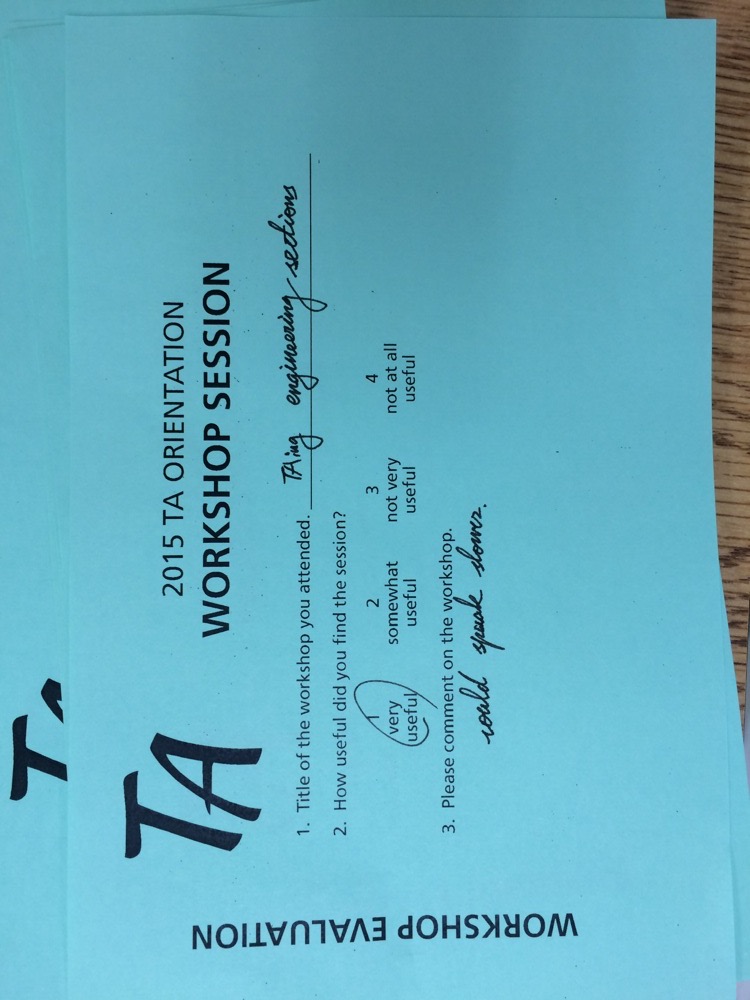 TA
TA
2015 TA ORIENTATION
WORKSHOP SESSION
1. Title of the workshop you attended. TAing engineering sections
2. How useful did you find the session?
1 2 3 4
very somewhat not very not at all
useful useful useful useful
3. Please comment on the workshop.
could speak slower.
WORKSHOP EVALUATION